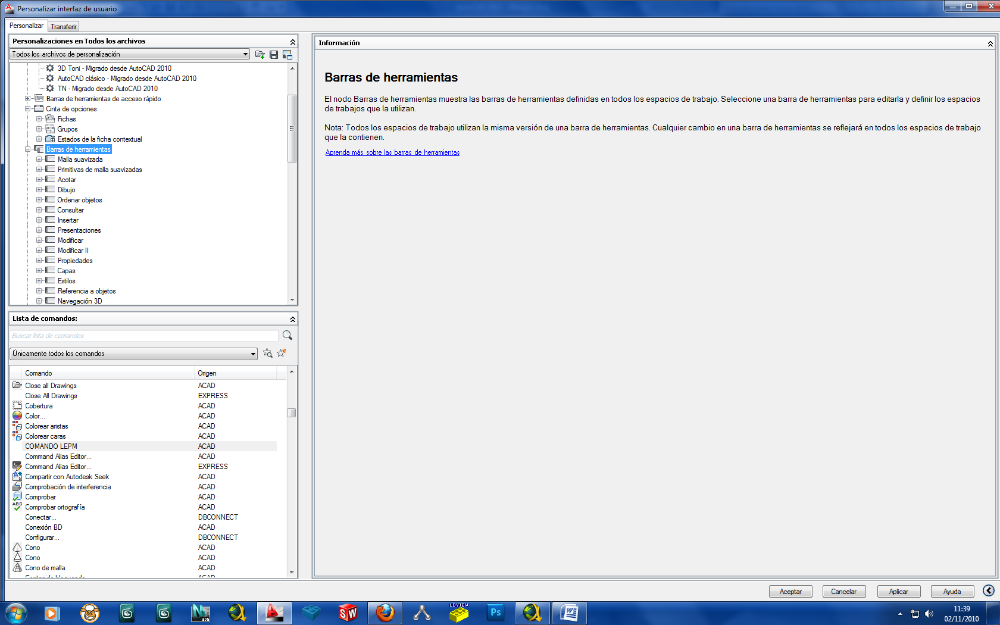 Personalizar interfaz de usuario
Personalizar
Transferir
Personalizaciones en Todos los archivos
Todos los archivos de personalización
3D Toni - Migrado desde AutoCAD 2010
AutoCAD clásico - Migrado desde AutoCAD 2010
TN - Migrado desde AutoCAD 2010
Barras de herramientas de acceso rápido
Cinta de opciones
Fichas
Grupos
Estados de la ficha contextual
Barras de herramientas
Malla suavizada
Primitivas de malla suavizadas
Acotar
Dibujo
Ordenar objetos
Consultar
Insertar
Presentaciones
Modificar
Modificar II
Propiedades
Capas
Estilos
Referencia a objetos
Navegación 3D
Lista de comandos:
Buscar lista de comandos
Únicamente todos los comandos
Comando Origen
Close all Drawings ACAD
Close All Drawings EXPRESS
Cobertura ACAD
Color... ACAD
Colorear aristas ACAD
Colorear caras ACAD
COMANDO LEPM ACAD
Command Alias Editor... ACAD
Command Alias Editor... EXPRESS
Compartir con Autodesk Seek ACAD
Comprobación de interferencia ACAD
Comprobar ACAD
ABC
Comprobar ortografía ACAD
Conectar... DBCONNECT
Conexión BD ACAD
Configurar... DBCONNECT
Cono ACAD
Cono ACAD
Cono de malla ACAD
Información
Barras de herramientas
El nodo Barras de herramientas muestra las barras de herramientas definidas en todos los espacios de trabajo. Seleccione una barra de herramientas para editarla y definir los espacios
de trabajos que la utilizan.
Nota: Todos los espacios de trabajo utilizan la misma versión de una barra de herramientas. Cualquier cambio en una barra de herramientas se reflejará en todos los espacios de trabajo
que la contienen.
Aprenda más sobre las barras de herramientas
Aceptar
Cancelar
Aplicar
Ayuda
3DS
SW
LDVIEW
Ps
W
11:39
02/11/2010